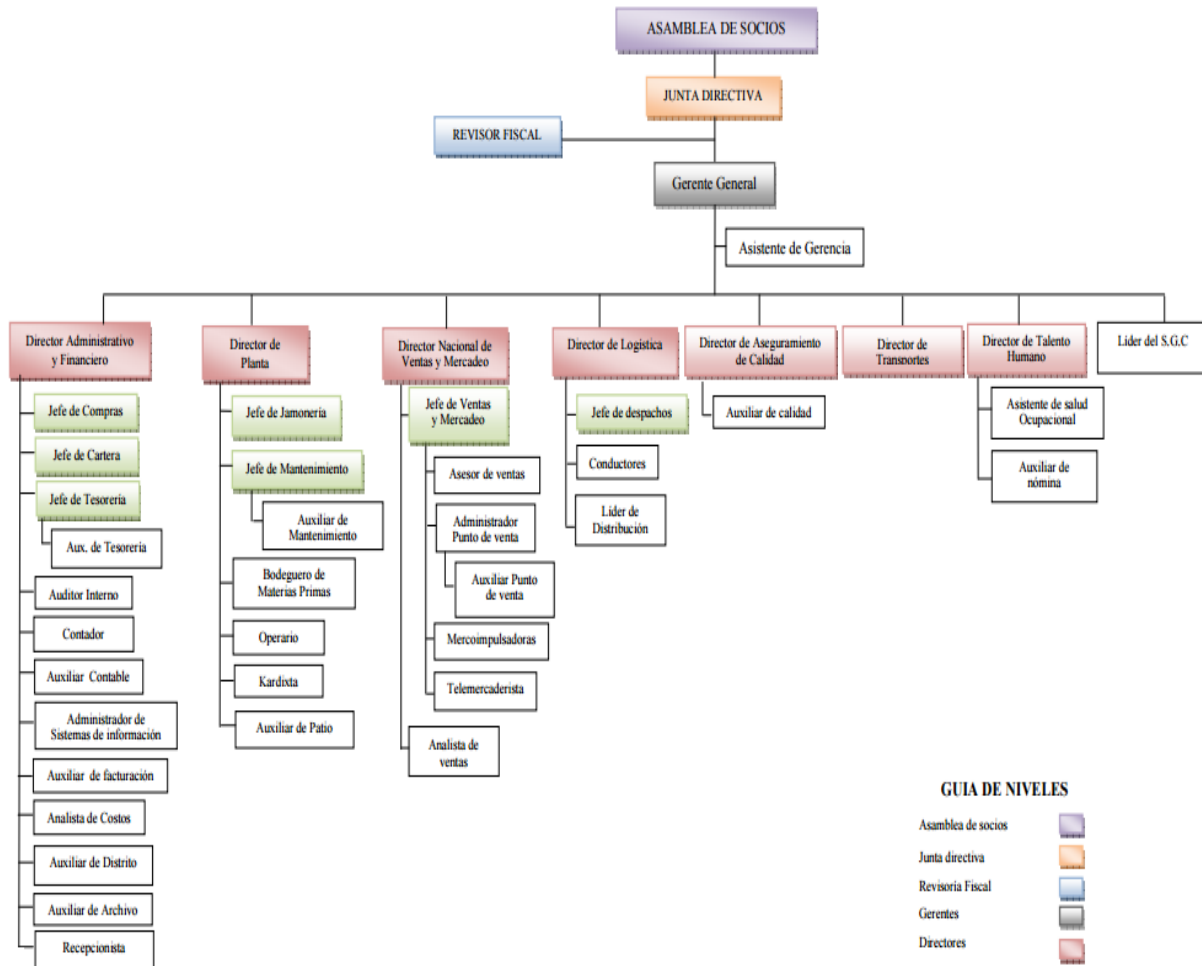 ASAMBLEA DE SOCIOS
JUNTA DIRECTIVA
REVISOR FISCAL
Gerente General
Asistente de Gerencia
Director Administrativo
y Financiero
Jefe de Compras
Jefe de Cartera
Jefe de Tesorería
Aux. de Tesoreria
Auditor Interno
Contador
Auxiliar Contable
Administrador de
Sistemas de información
Auxiliar de facturación
Analista de Costos
Auxiliar de Distrito
Auxiliar de Archivo
Recepcionista
Director de
Planta
Jefe de Jamonería
Jefe de Mantenimiento
Auxiliar de
Mantenimiento
Bodeguero de
Materias Primas
Operario
Kardixta
Auxiliar de Patio
Director Nacional de
Ventas y Mercadeo
Jefe de Ventas
y Mercadeo
Asesor de ventas
Administrador
Punto de venta
Auxiliar Punto
de venta
Mercoimpulsadoras
Telemercaderista
Analista de
ventas
Director de Logística
Jefe de despachos
Conductores
Líder de
Distribución
Director de Aseguramiento
de Calidad
Auxiliar de calidad
Director de
Transportes
Director de Talento
Humano
Asistente de salud
Ocupacional
Auxiliar de
nómina
Lider del S.G.C
GUIA DE NIVELES
Asamblea de socios
Junta directiva
Revisoria Fiscal
Gerentes
Directores